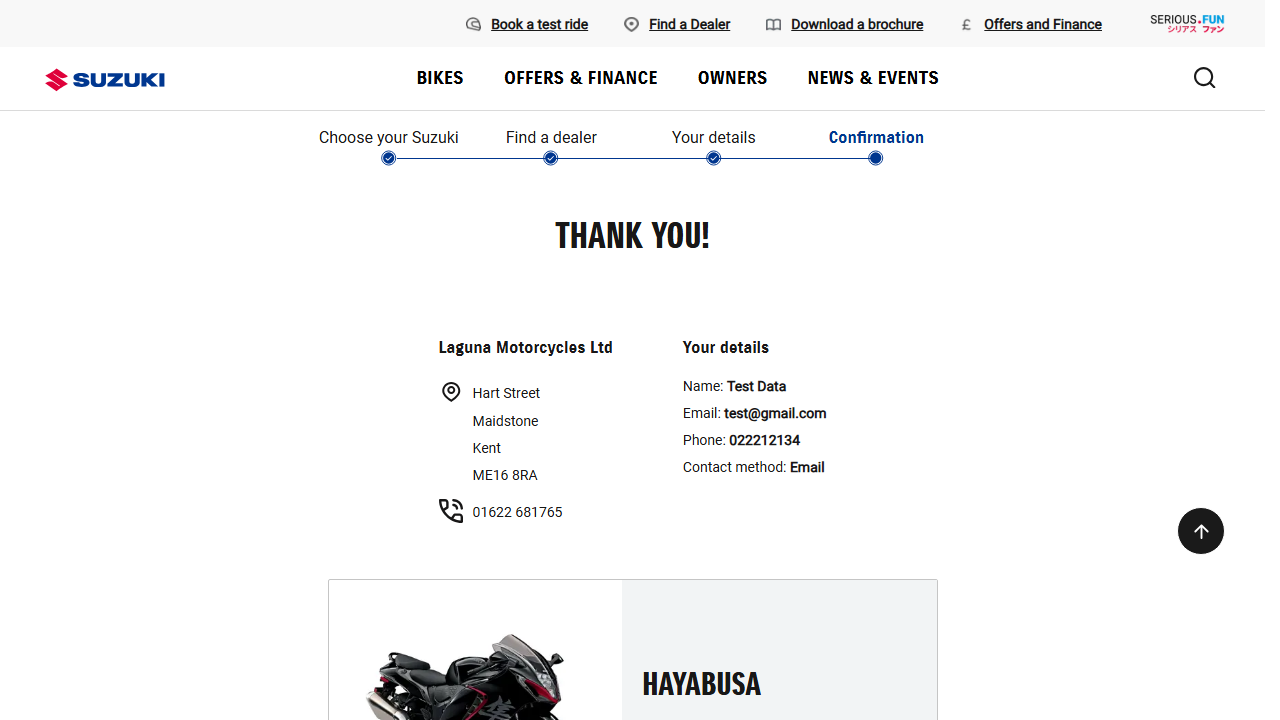 Book a test ride
Find a Dealer
Download a brochure
£ Offers and Finance
SERIOUS.FUN
シリアス ファン
SUZUKI
BIKES
OFFERS & FINANCE
OWNERS
NEWS & EVENTS
Choose your Suzuki
Find a dealer
Your details
Confirmation
THANK YOU!
Laguna Motorcycles Ltd
Hart Street
Maidstone
Kent
ME16 8RA
01622 681765
Your details
Name: Test Data
Email: test@gmail.com
Phone: 022212134
Contact method: Email
HAYABUSA